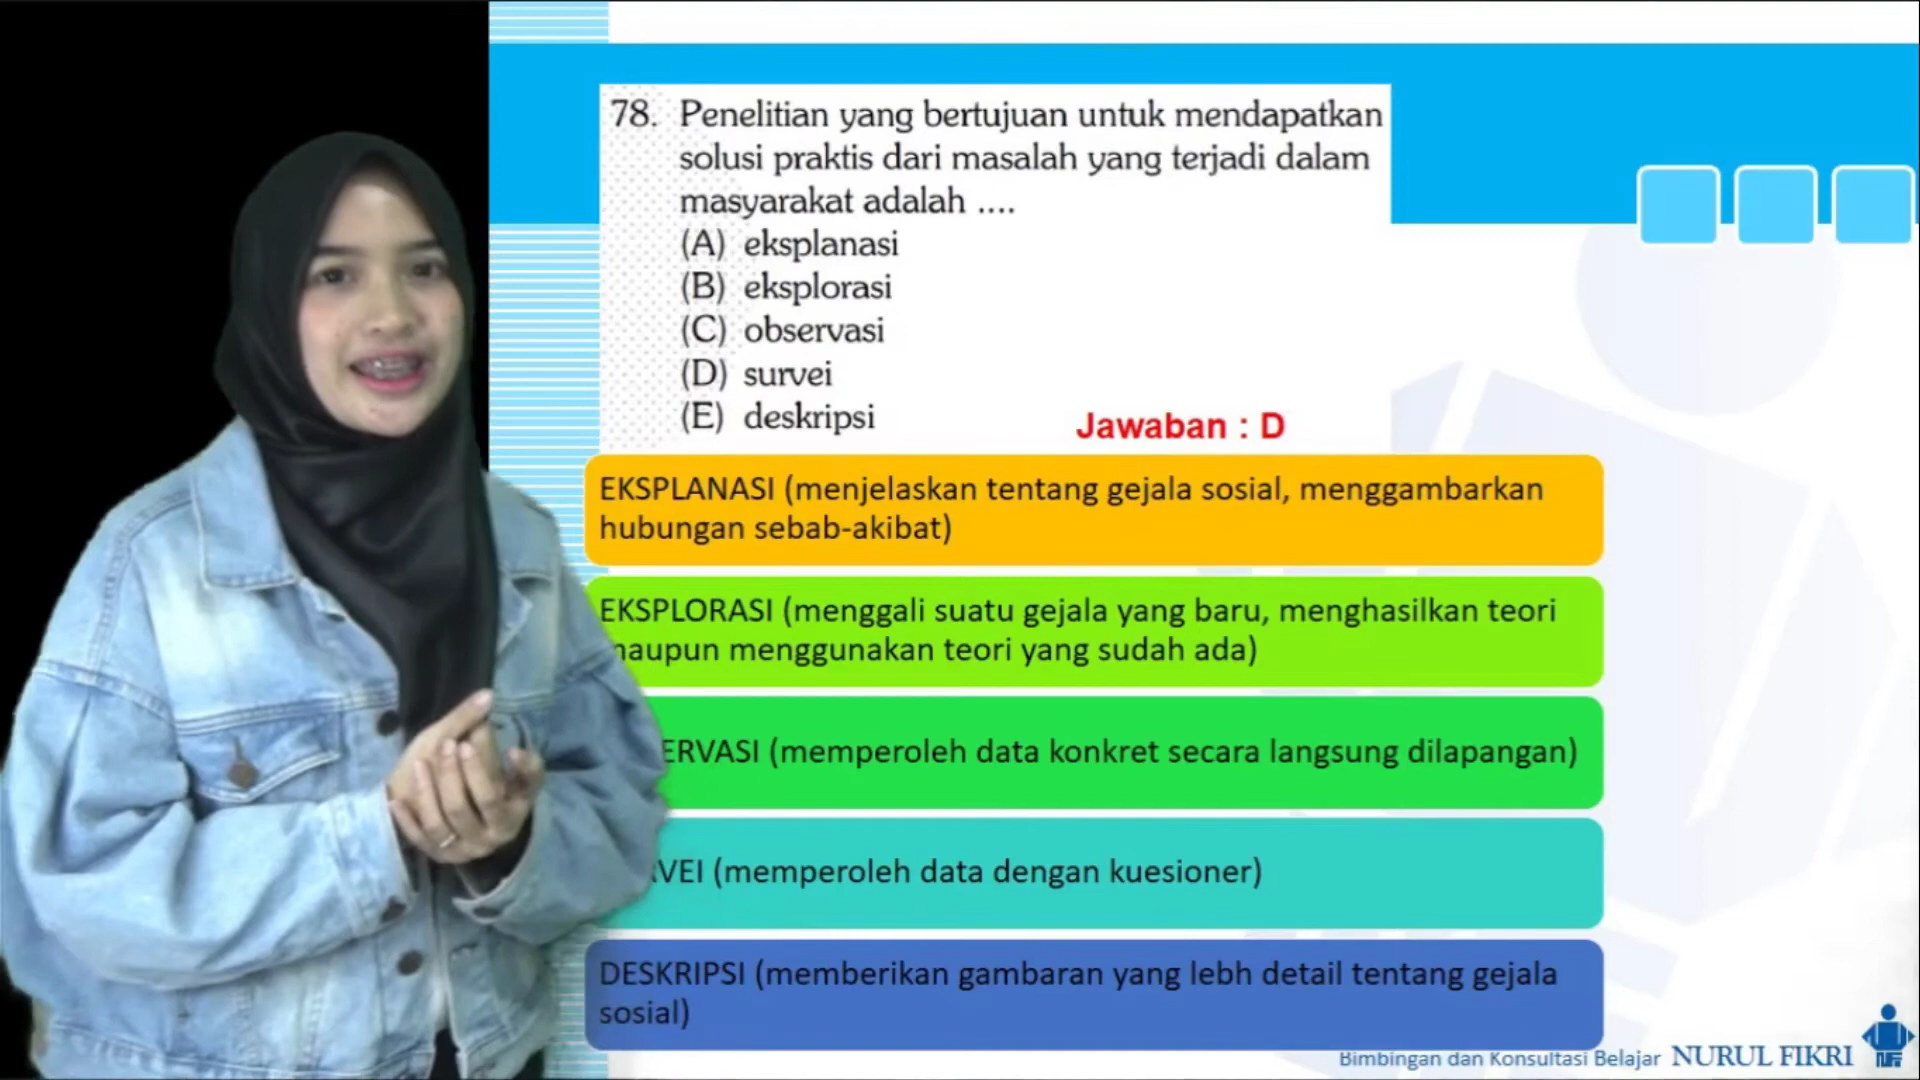 78. Penelitian yang bertujuan untuk mendapatkan
solusi praktis dari masalah yang terjadi dalam
masyarakat adalah ....
(A) eksplanasi
(B) eksplorasi
(C) observasi
(D) survei
(E) deskripsi
Jawaban : D
EKSPLANASI (menjelaskan tentang gejala sosial, menggambarkan
hubungan sebab-akibat)
EKSPLORASI (menggali suatu gejala yang baru, menghasilkan teori
maupun menggunakan teori yang sudah ada)
ERVASI (memperoleh data konkret secara langsung dilapangan)
VEI (memperoleh data dengan kuesioner)
DESKRIPSI (memberikan gambaran yang lebh detail tentang gejala
sosial)
Bimbingan dan Konsultasi Belajar NURUL FIKRI